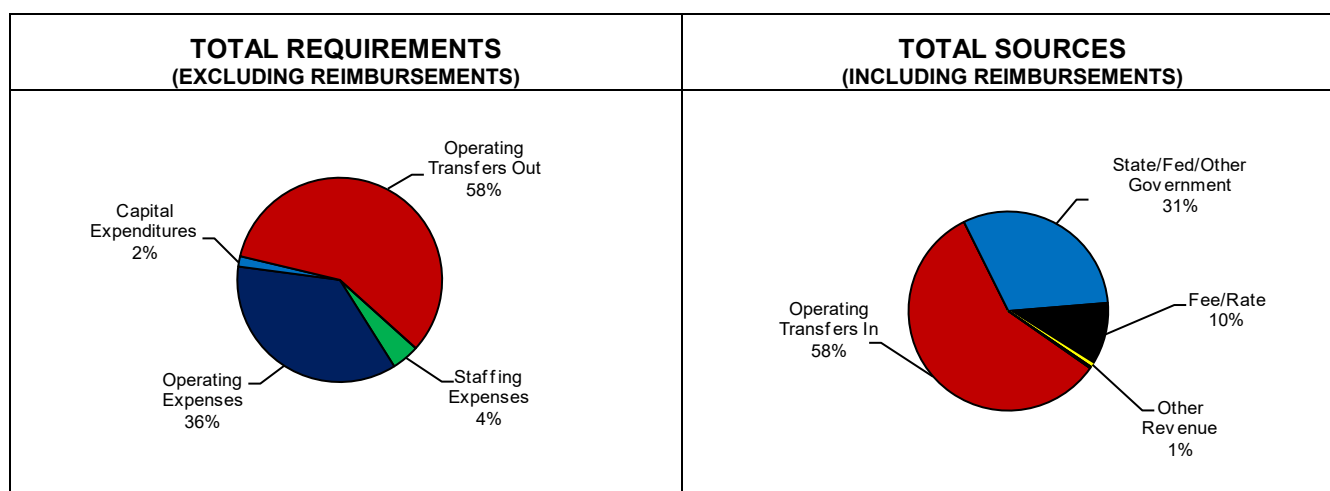 TOTAL REQUIREMENTS
(EXCLUDING REIMBURSEMENTS)
Operating
Transfers Out
58%
Capital
Expenditures
2%
Operating
Expenses
36%
Staffing
Expenses
4%
TOTAL SOURCES
(INCLUDING REIMBURSEMENTS)
State/Fed/Other
Government
31%
Fee/Rate
10%
Operating
Transfers In
58%
Other
Revenue
1%